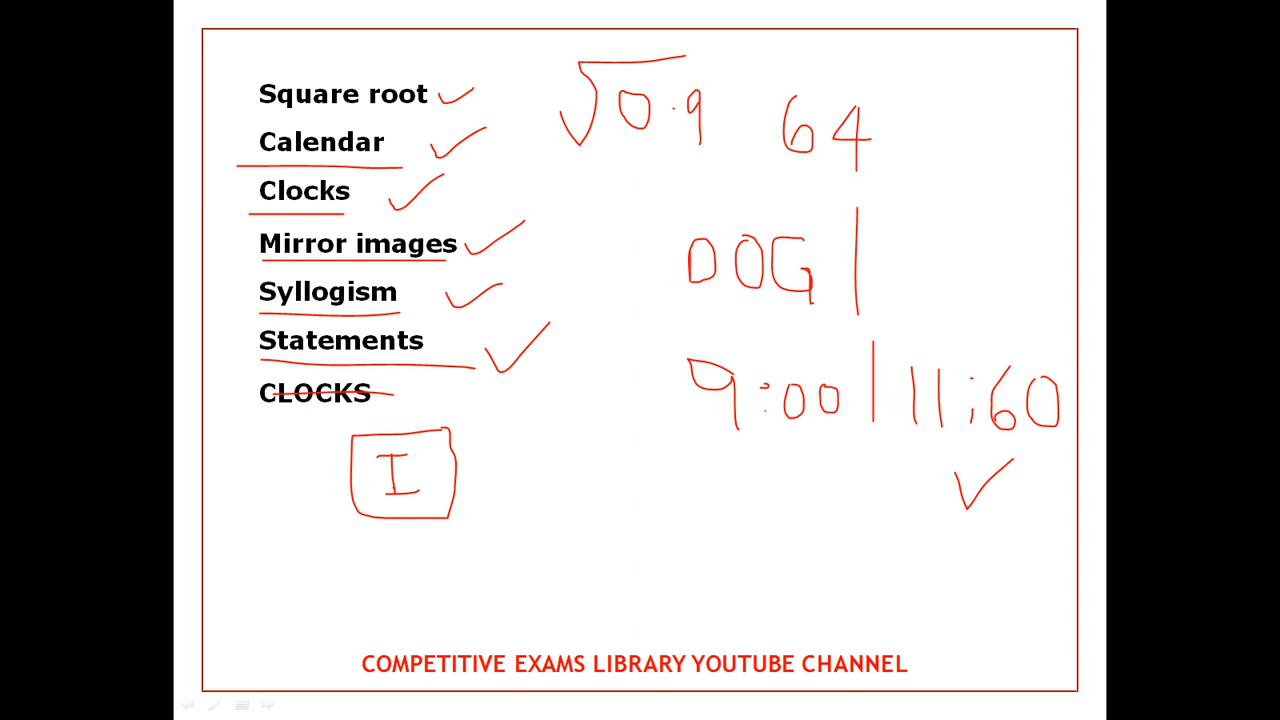 Square root √0.9 64
Calendar
Clocks
Mirror images DOG |
Syllogism
Statements
CLOCKS 9:00 | 11:60
I
COMPETITIVE EXAMS LIBRARY YOUTUBE CHANNEL